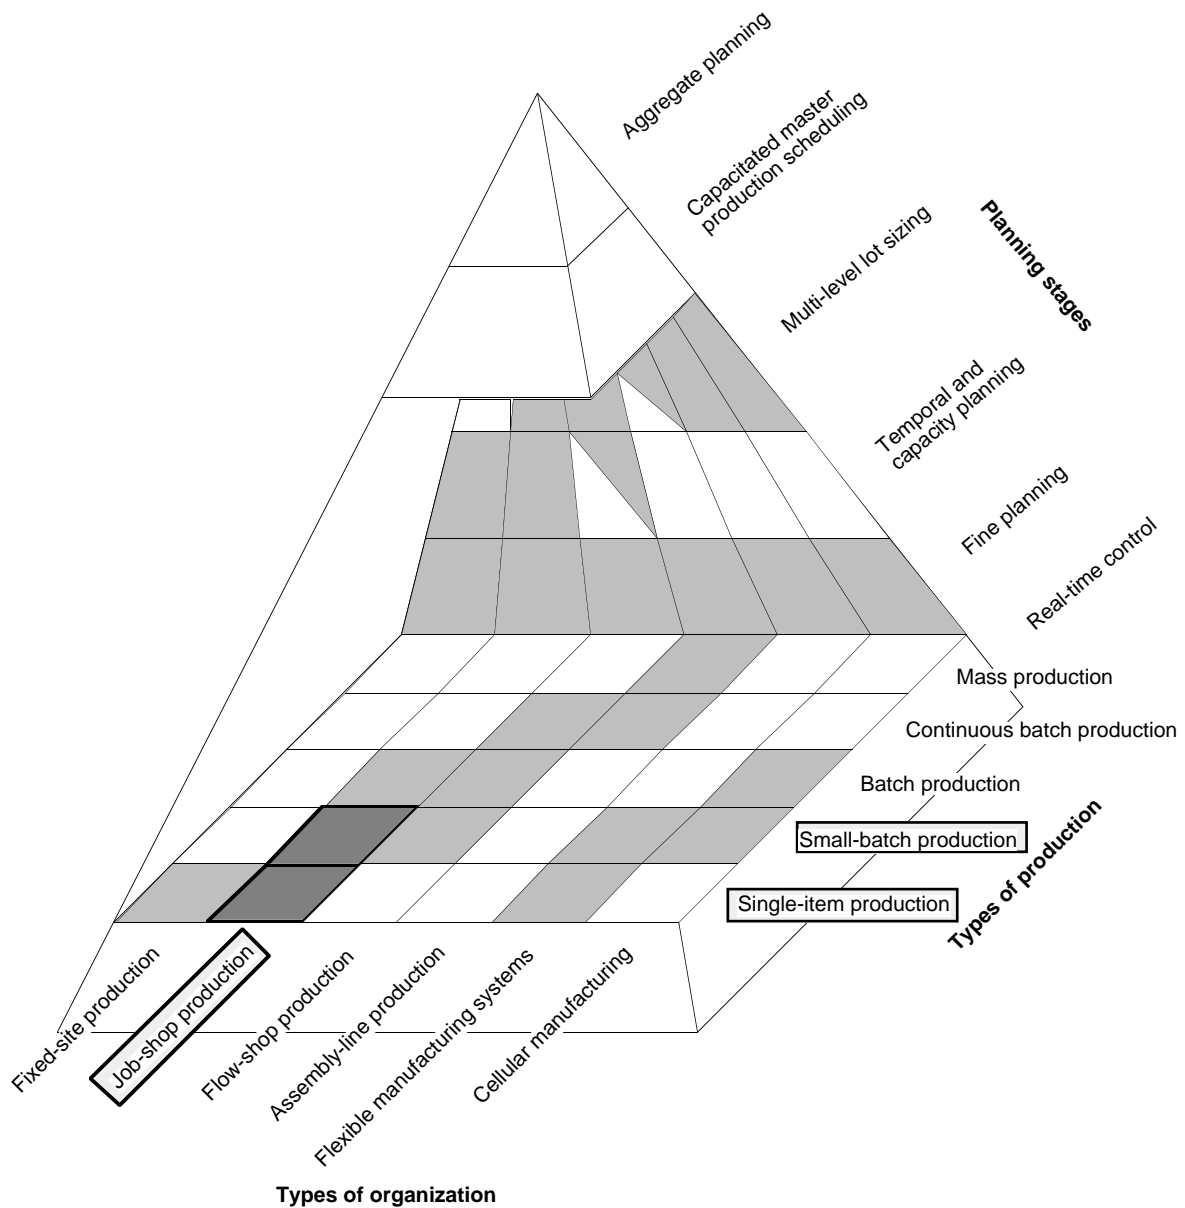 Aggregate planning
Capacitated master
production scheduling
Multi-level lot sizing
Planning stages
Temporal and
capacity planning
Fine planning
Real-time control
Mass production
Continuous batch production
Batch production
Small-batch production
Single-item production
Types of production
Fixed-site production
Job-shop production
Flow-shop production
Assembly-line production
Flexible manufacturing systems
Cellular manufacturing
Types of organization